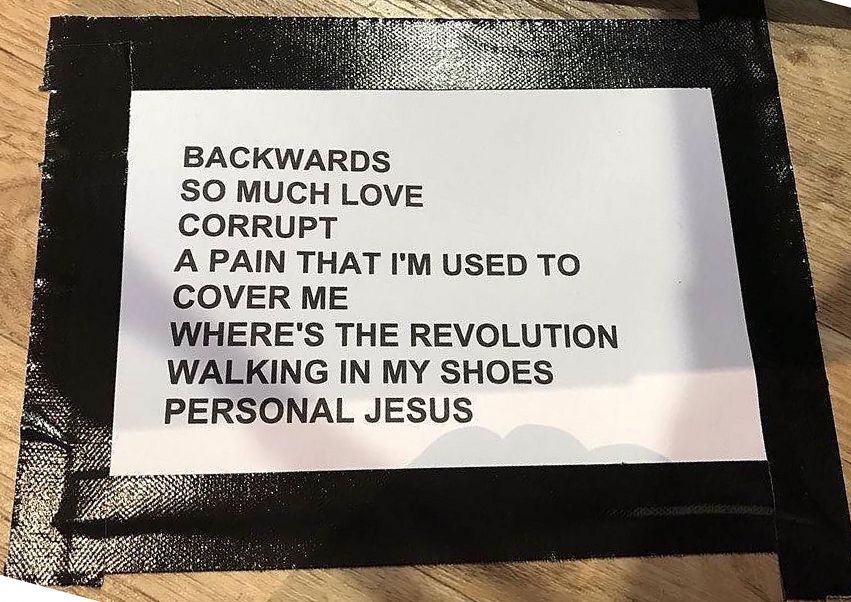 BACKWARDS
SO MUCH LOVE
CORRUPT
A PAIN THAT I'M USED TO
COVER ME
WHERE'S THE REVOLUTION
WALKING IN MY SHOES
PERSONAL JESUS